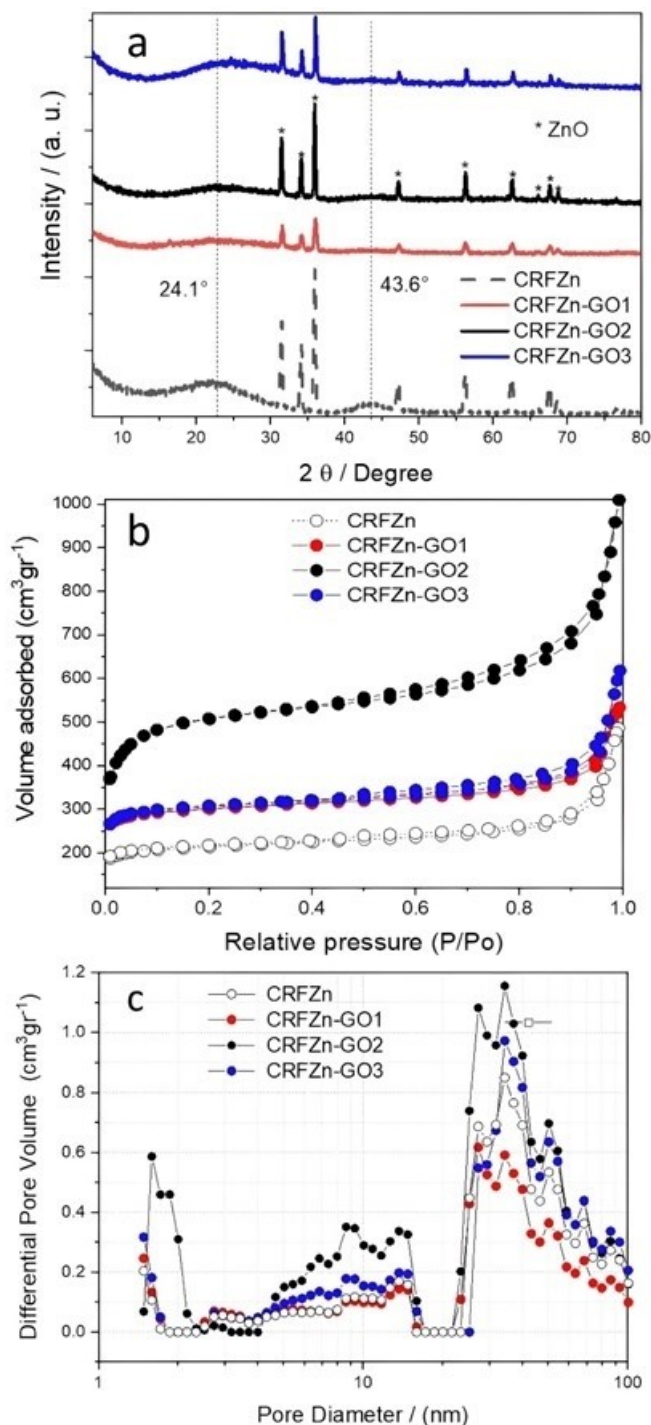 a
* * * * * * * * *
* ZnO
Intensity / (a. u.)
24.1°
43.6°
CRFZn
CRFZn-GO1
CRFZn-GO2
CRFZn-GO3
10 20 30 40 50 60 70 80
2 θ / Degree
b
1000
900
800
700
600
500
400
300
200
Volume adsorbed (cm³gr⁻¹)
CRFZn
CRFZn-GO1
CRFZn-GO2
CRFZn-GO3
0.0 0.2 0.4 0.6 0.8 1.0
Relative pressure (P/Po)
c
1.2
1.0
0.8
0.6
0.4
0.2
0.0
Differential Pore Volume (cm³gr⁻¹)
CRFZn
CRFZn-GO1
CRFZn-GO2
CRFZn-GO3
1 10 100
Pore Diameter / (nm)